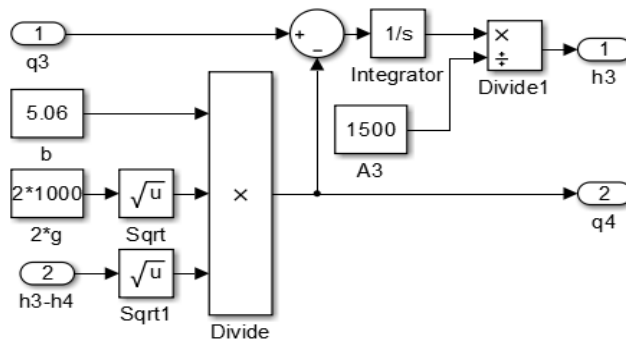 1
q3
+
−
1/s
Integrator
×
÷
Divide1
1
h3
5.06
b
1500
A3
2*1000
2*g
√u
Sqrt
×
2
q4
2
h3-h4
√u
Sqrt1
Divide